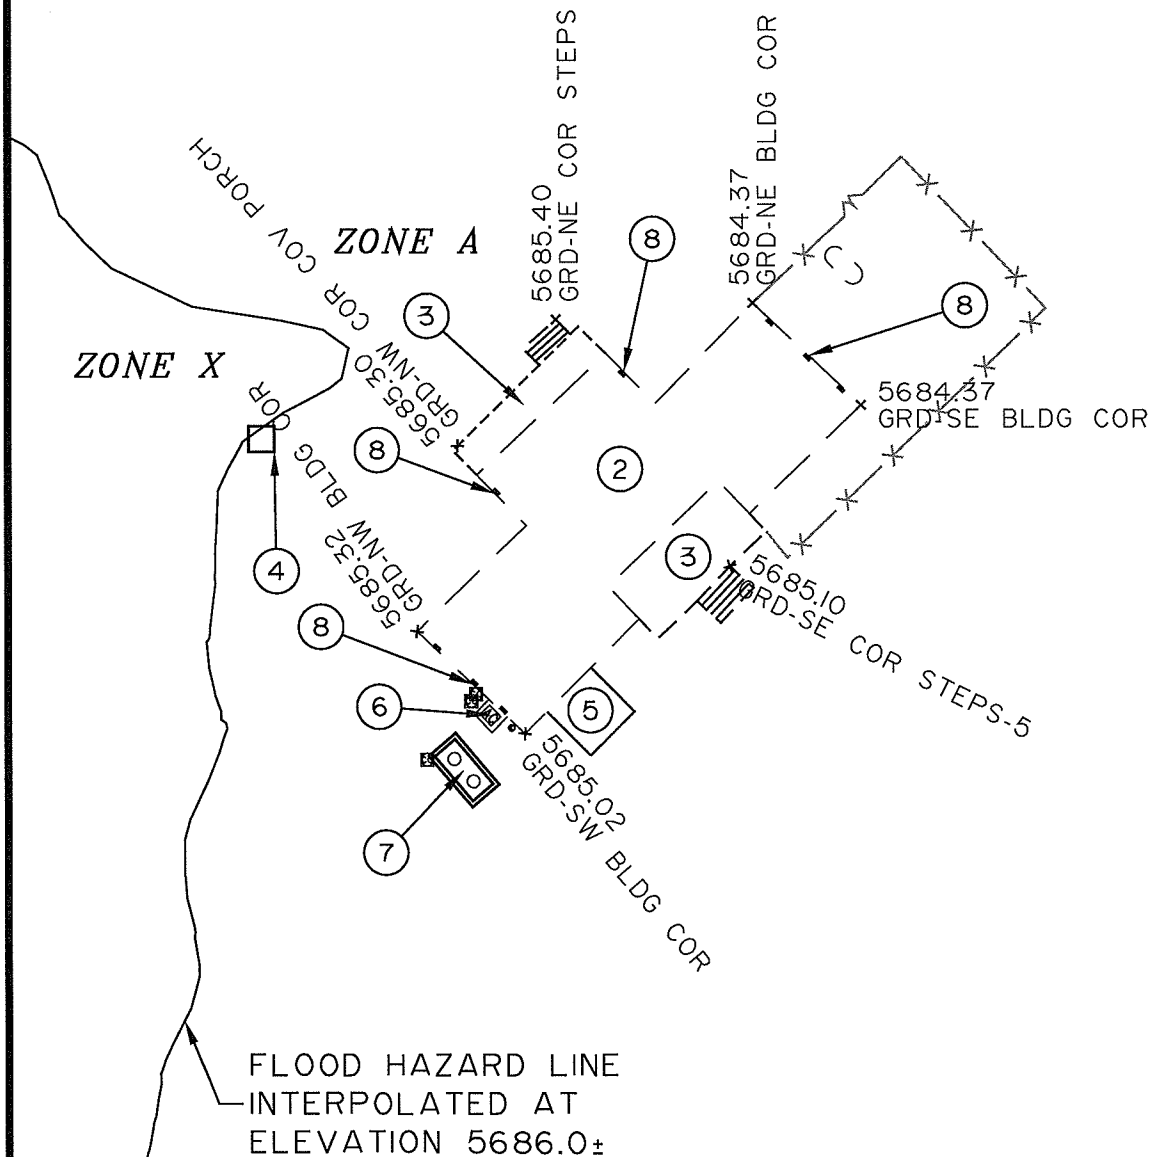 5685.40
GRD-NE COR STEPS
5684.37
GRD-NE BLDG COR
ZONE A
8
8
3
5685.30
GRD-NW COR COV PORCH
ZONE X
5684.37
GRD-SE BLDG COR
8
2
5685.32
GRD-NW BLDG COR
3
4
5685.10
GRD-SE COR STEPS-5
8
6
AC
5
5685.02
GRD-SW BLDG COR
7
FLOOD HAZARD LINE
INTERPOLATED AT
ELEVATION 5686.0±